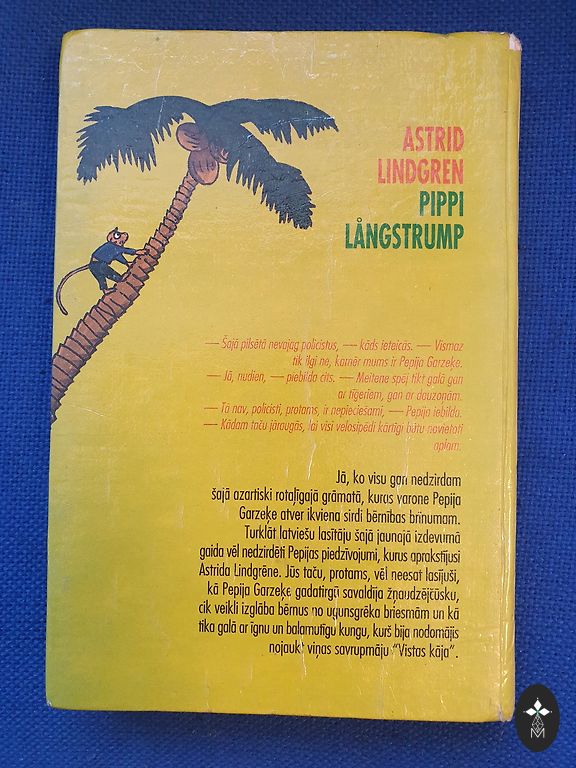 ASTRID
LINDGREN
PIPPI
LÅNGSTRUMP
— Šajā pilsētā nevajag policistus, — kāds ieteicās. — Vismaz
tik ilgi ne, kamēr mums ir Pepija Garzeķe.
— Jā, nudien, — piebilda cits. — Meitene spēj tikt galā gan
ar tīģeriem, gan ar dauzoņām.
— Tā nav, policisti, protams, ir nepieciešami, — Pepija iebilda.
— Kādam taču jāraugās, lai visi velosipēdi kārtīgi būtu novietoti
aplam.
Jā, ko visu gan nedzirdam
šajā azartiski rotaļīgajā grāmatā, kuras varone Pepija
Garzeķe atver ikviena sirdi bērnības brīnumam.
Turklāt latviešu lasītāju šajā jaunajā izdevumā
gaida vēl nedzirdēti Pepijas piedzīvojumi, kurus aprakstījusi
Astrida Lindgrēne. Jūs taču, protams, vēl neesat lasījuši,
kā Pepija Garzeķe gadatirgū savaldīja žņaudzējčūsku,
cik veikli izglāba bērnus no ugunsgrēka briesmām un kā
tika galā ar īgnu un balamutīgu kungu, kurš bija nodomājis
nojaukt viņas savrupmāju "Vistas kāja".
M